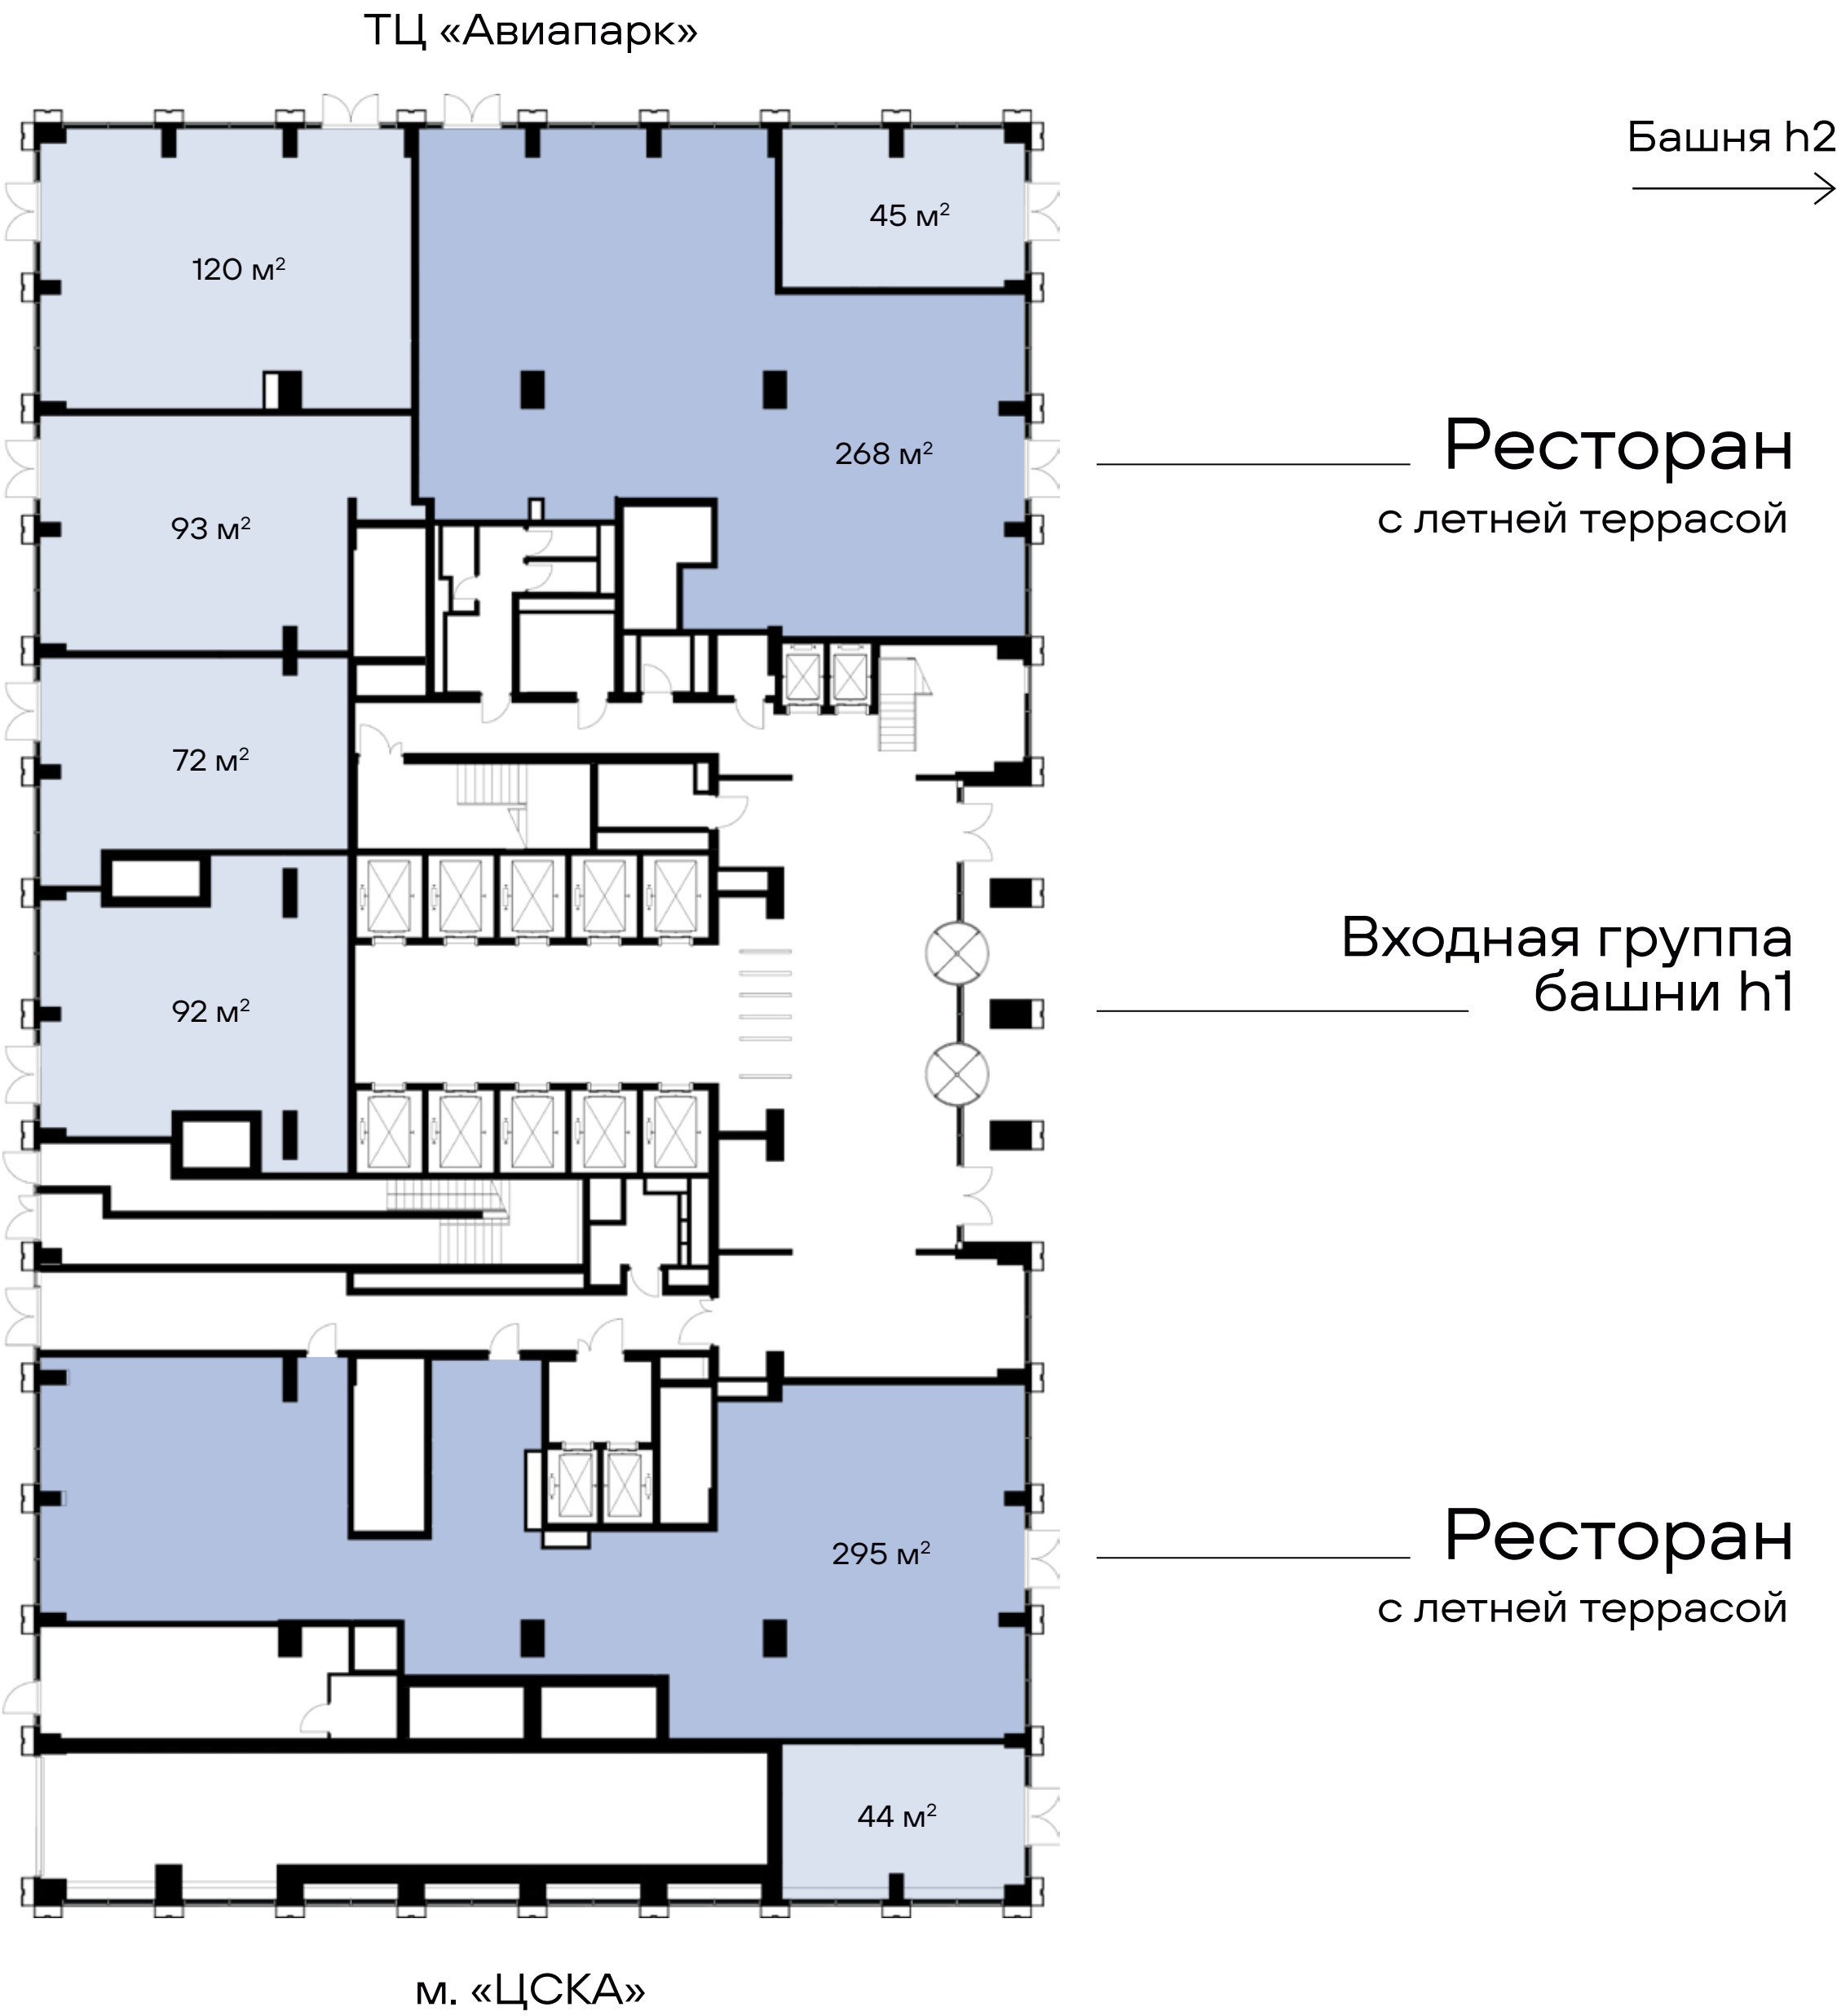 ТЦ «Авиапарк»
Башня h2
45 м²
120 м²
268 м²
Ресторан
с летней террасой
93 м²
72 м²
92 м²
Входная группа
башни h1
295 м²
Ресторан
с летней террасой
44 м²
м. «ЦСКА»